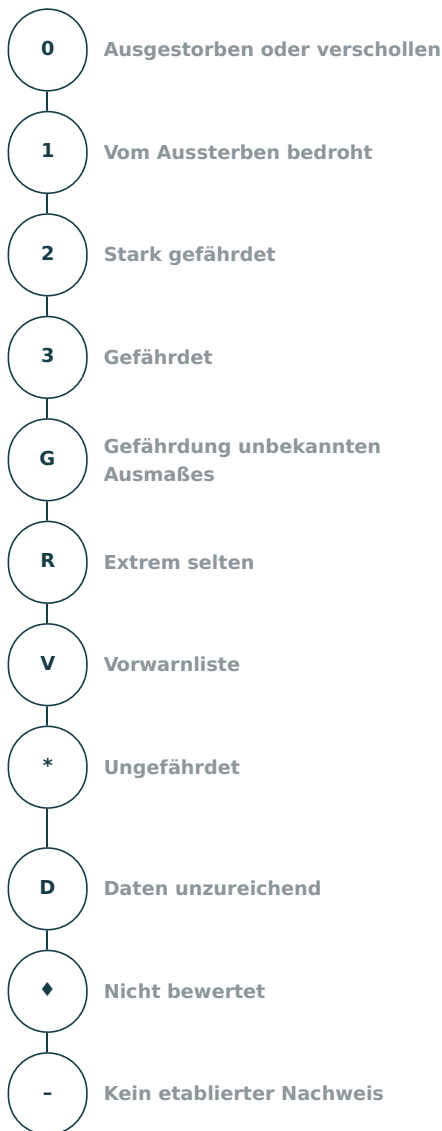 0 Ausgestorben oder verschollen
1 Vom Aussterben bedroht
2 Stark gefährdet
3 Gefährdet
G Gefährdung unbekannten
Ausmaßes
R Extrem selten
V Vorwarnliste
* Ungefährdet
D Daten unzureichend
♦ Nicht bewertet
– Kein etablierter Nachweis